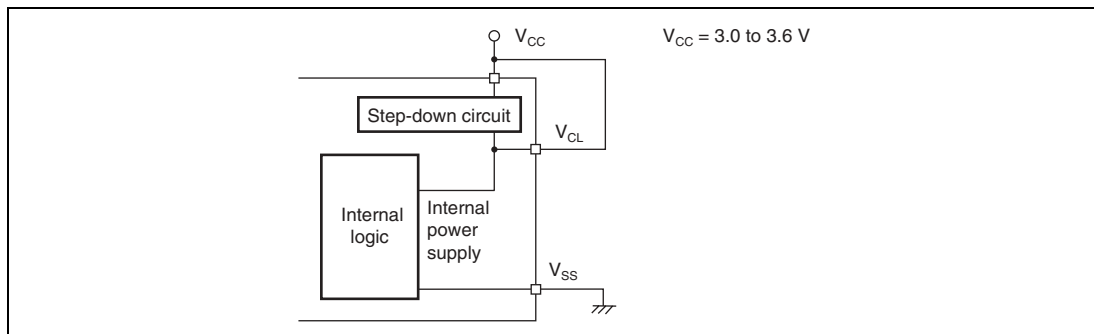 V_CC
V_CC = 3.0 to 3.6 V
Step-down circuit
V_CL
Internal
logic
Internal
power
supply
V_SS